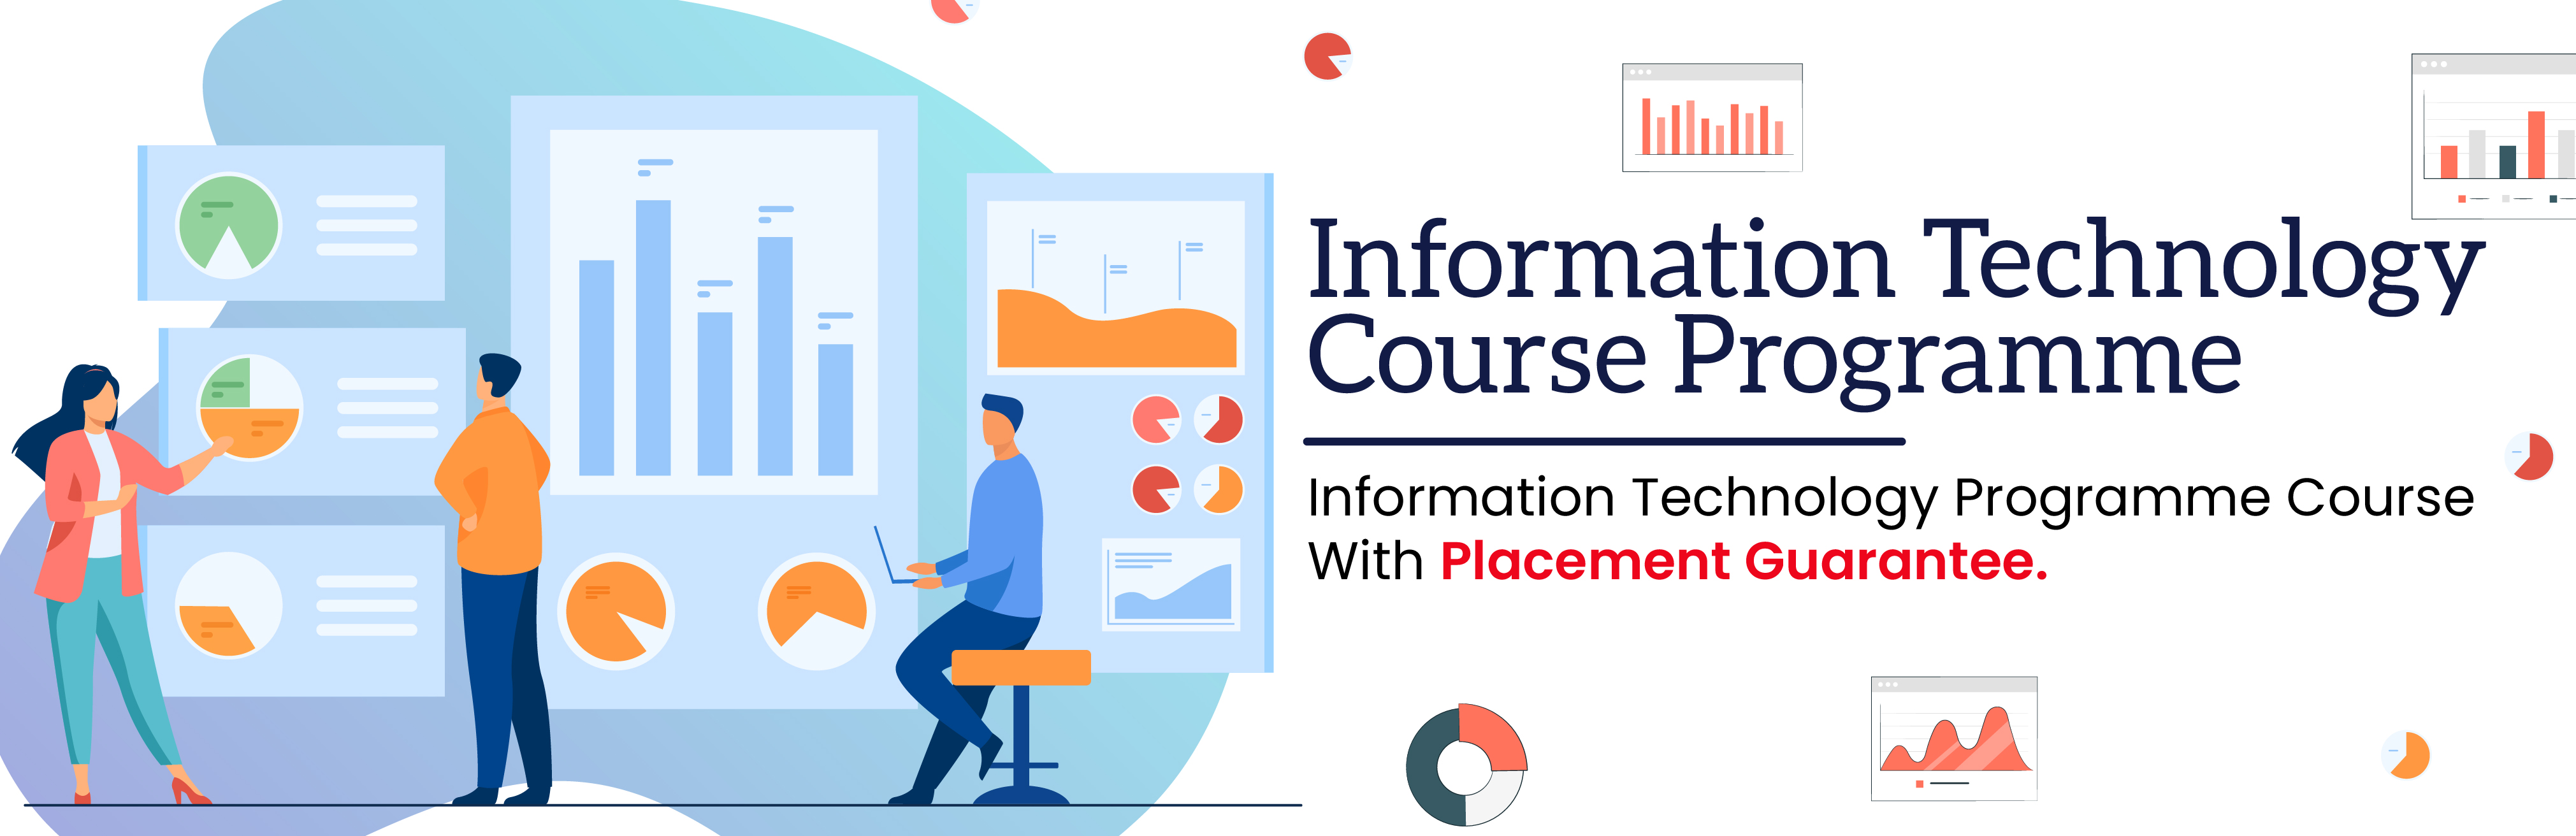 Information Technology
Course Programme
Information Technology Programme Course
With Placement Guarantee.